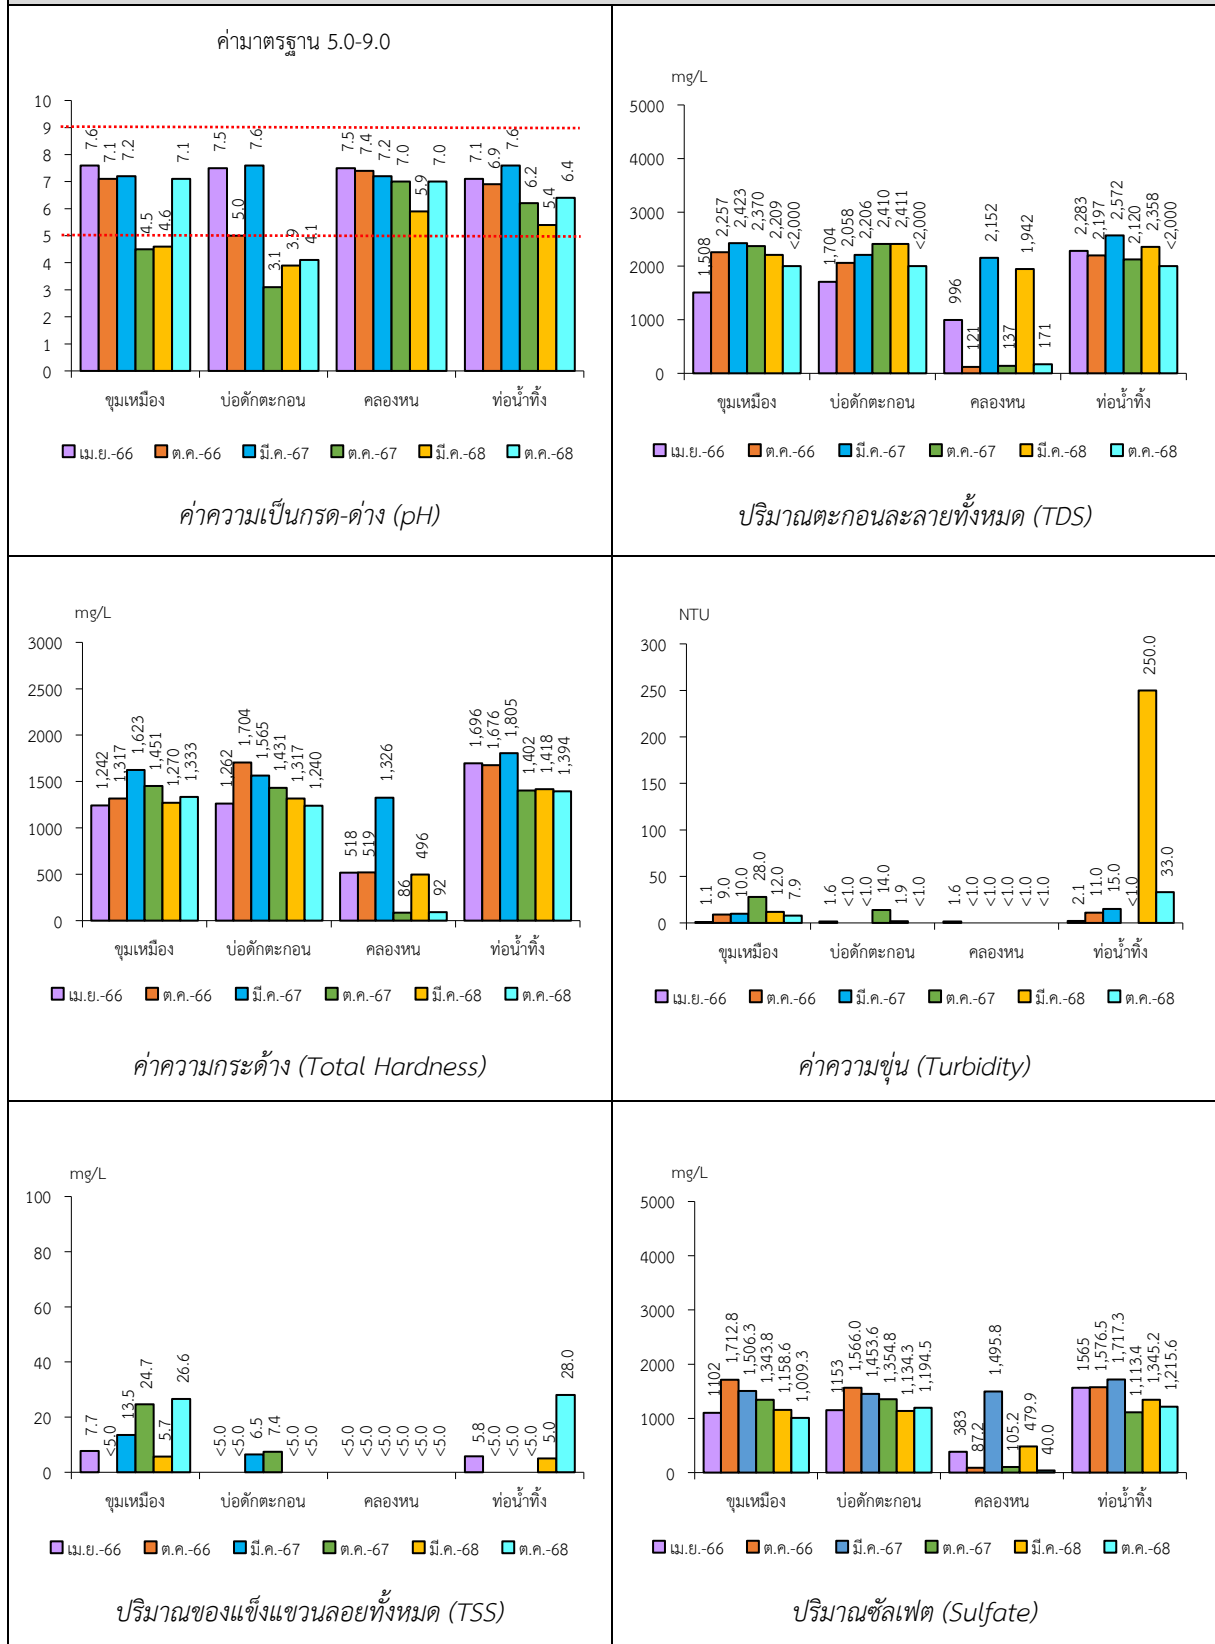 ค่ามาตรฐาน 5.0-9.0
10
9
8
7
6
5
4
3
2
1
0
7.6 7.1 7.2 4.5 4.6 7.1
7.5 5.0 7.6 3.1 3.9 4.1
7.5 7.4 7.2 7.0 5.9 7.0
7.1 6.9 7.6 6.2 5.4 6.4
ขุมเหมือง บ่อดักตะกอน คลองหน ท่อน้ำทิ้ง
เม.ย.-66 ต.ค.-66 มี.ค.-67 ต.ค.-67 มี.ค.-68 ต.ค.-68
ค่าความเป็นกรด-ด่าง (pH)
mg/L
5000
4000
3000
2000
1000
0
1,508 2,257 2,423 2,370 2,209 <2,000
1,704 2,058 2,206 2,410 2,411 <2,000
996 121 2,152 137 1,942 171
2,283 2,197 2,572 2,120 2,358 <2,000
ขุมเหมือง บ่อดักตะกอน คลองหน ท่อน้ำทิ้ง
เม.ย.-66 ต.ค.-66 มี.ค.-67 ต.ค.-67 มี.ค.-68 ต.ค.-68
ปริมาณตะกอนละลายทั้งหมด (TDS)
mg/L
3000
2500
2000
1500
1000
500
0
1,242 1,317 1,623 1,451 1,270 1,333
1,262 1,704 1,565 1,431 1,317 1,240
518 519 1,326 86 496 92
1,696 1,676 1,805 1,402 1,418 1,394
ขุมเหมือง บ่อดักตะกอน คลองหน ท่อน้ำทิ้ง
เม.ย.-66 ต.ค.-66 มี.ค.-67 ต.ค.-67 มี.ค.-68 ต.ค.-68
ค่าความกระด้าง (Total Hardness)
NTU
300
250
200
150
100
50
0
1.1 9.0 10.0 28.0 12.0 7.9
1.6 <1.0 <1.0 14.0 1.9 <1.0
1.6 <1.0 <1.0 <1.0 <1.0 <1.0
2.1 11.0 15.0 <1.0 250.0 33.0
ขุมเหมือง บ่อดักตะกอน คลองหน ท่อน้ำทิ้ง
เม.ย.-66 ต.ค.-66 มี.ค.-67 ต.ค.-67 มี.ค.-68 ต.ค.-68
ค่าความขุ่น (Turbidity)
mg/L
100
80
60
40
20
0
7.7 <5.0 13.5 24.7 5.7 26.6
<5.0 <5.0 6.5 7.4 <5.0 <5.0
<5.0 <5.0 <5.0 <5.0 <5.0 <5.0
5.8 <5.0 <5.0 <5.0 5.0 28.0
ขุมเหมือง บ่อดักตะกอน คลองหน ท่อน้ำทิ้ง
เม.ย.-66 ต.ค.-66 มี.ค.-67 ต.ค.-67 มี.ค.-68 ต.ค.-68
ปริมาณของแข็งแขวนลอยทั้งหมด (TSS)
mg/L
5000
4000
3000
2000
1000
0
1102 1,712.8 1,506.3 1,343.8 1,158.6 1,009.3
1153 1,566.0 1,453.6 1,354.8 1,134.3 1,194.5
383 87.2 1,495.8 105.2 479.9 40.0
1565 1,576.5 1,717.3 1,113.4 1,345.2 1,215.6
ขุมเหมือง บ่อดักตะกอน คลองหน ท่อน้ำทิ้ง
เม.ย.-66 ต.ค.-66 มี.ค.-67 ต.ค.-67 มี.ค.-68 ต.ค.-68
ปริมาณซัลเฟต (Sulfate)